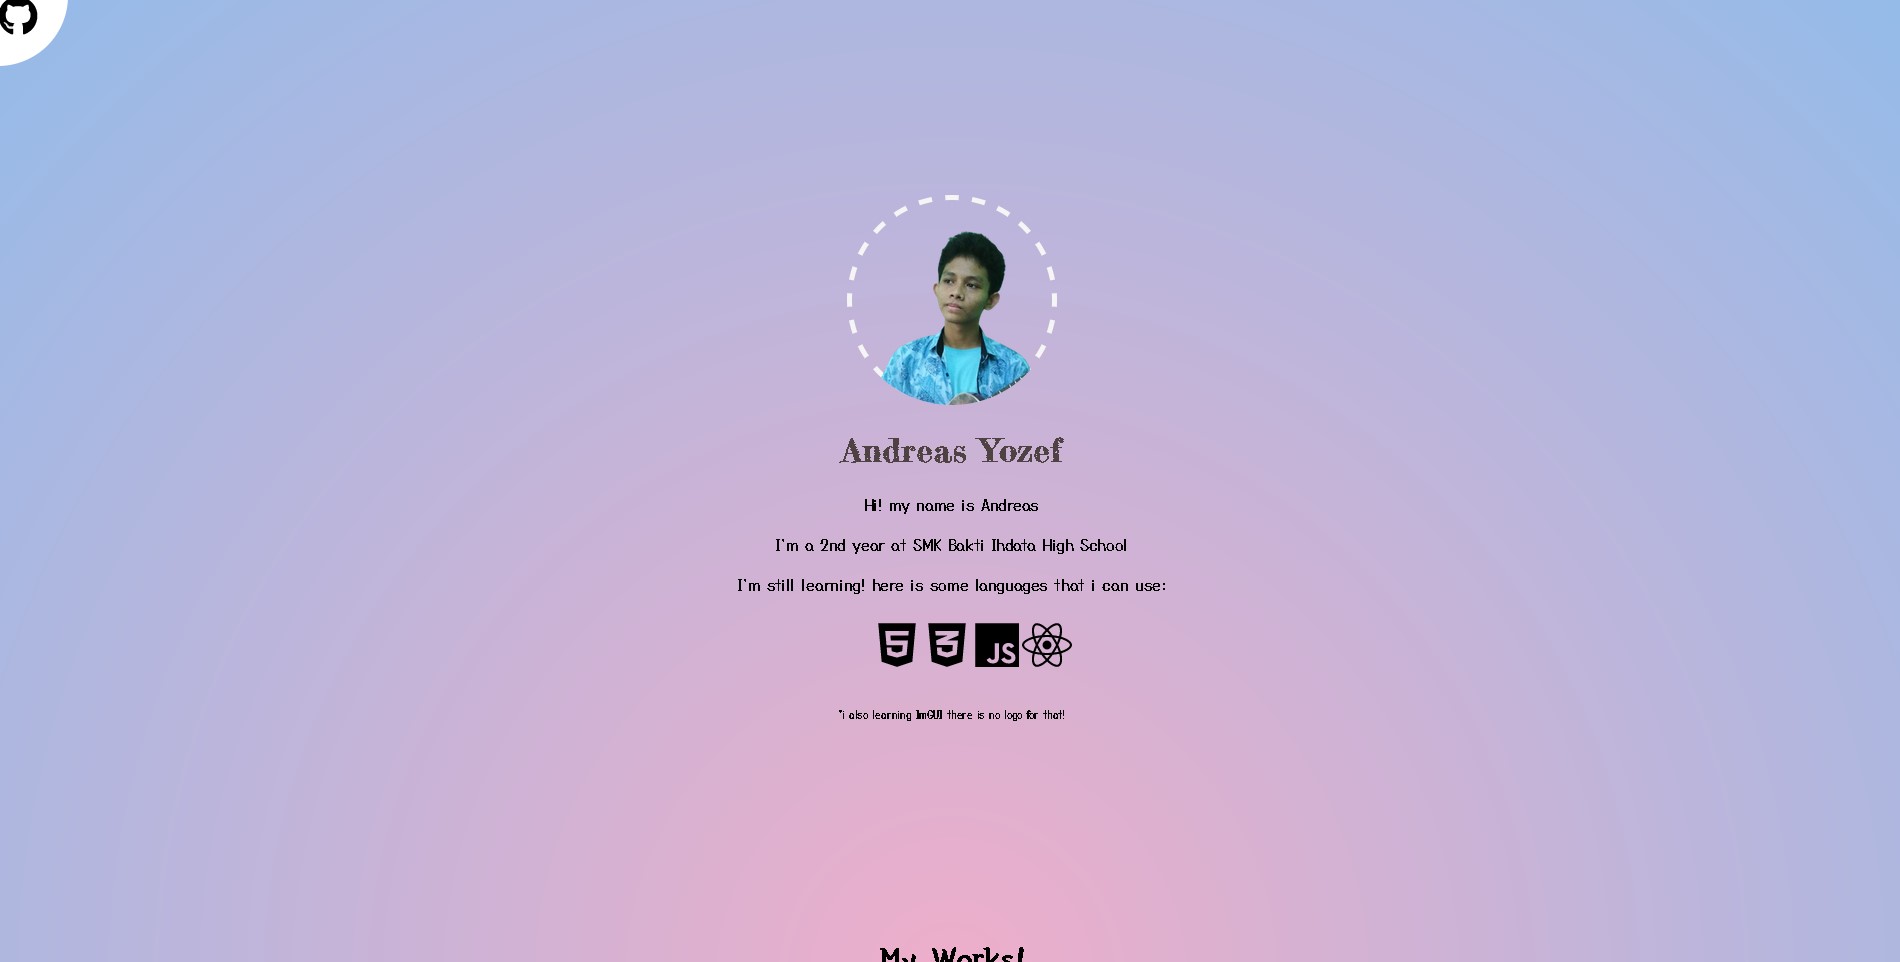 Andreas Yozef
Hi! my name is Andreas
I'm a 2nd year at SMK Bakti Ihdata High School
I'm still learning! here is some languages that i can use:
5 3 JS
*i also learning ImGUI there is no logo for that!
My Works!